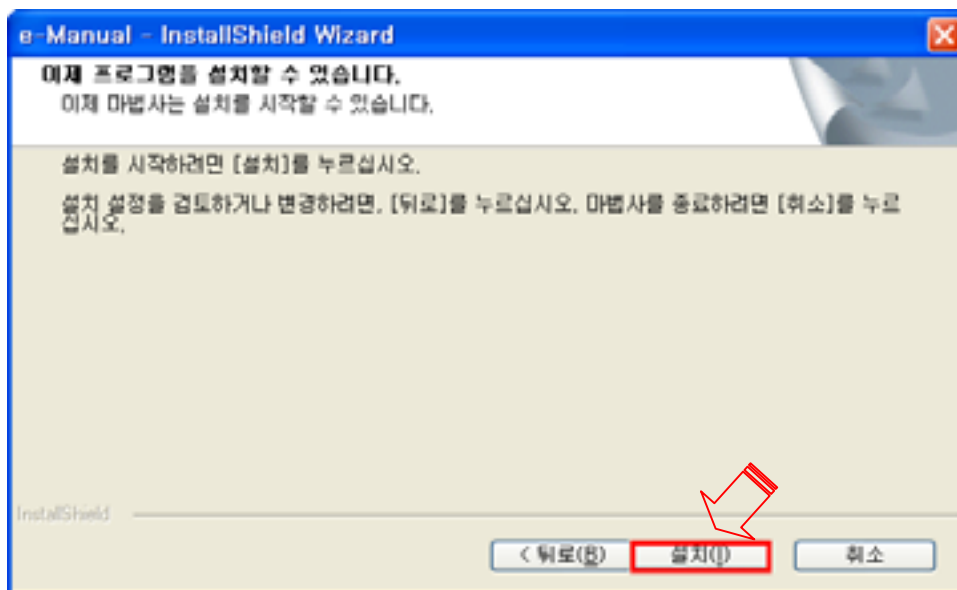 e-Manual - InstallShield Wizard
이제 프로그램을 설치할 수 있습니다.
이제 마법사는 설치를 시작할 수 있습니다.
설치를 시작하려면 [설치]를 누르십시오.
설치 설정을 검토하거나 변경하려면, [뒤로]를 누르십시오. 마법사를 종료하려면 [취소]를 누르
십시오.
InstallShield
< 뒤로(B) 설치(I) 취소